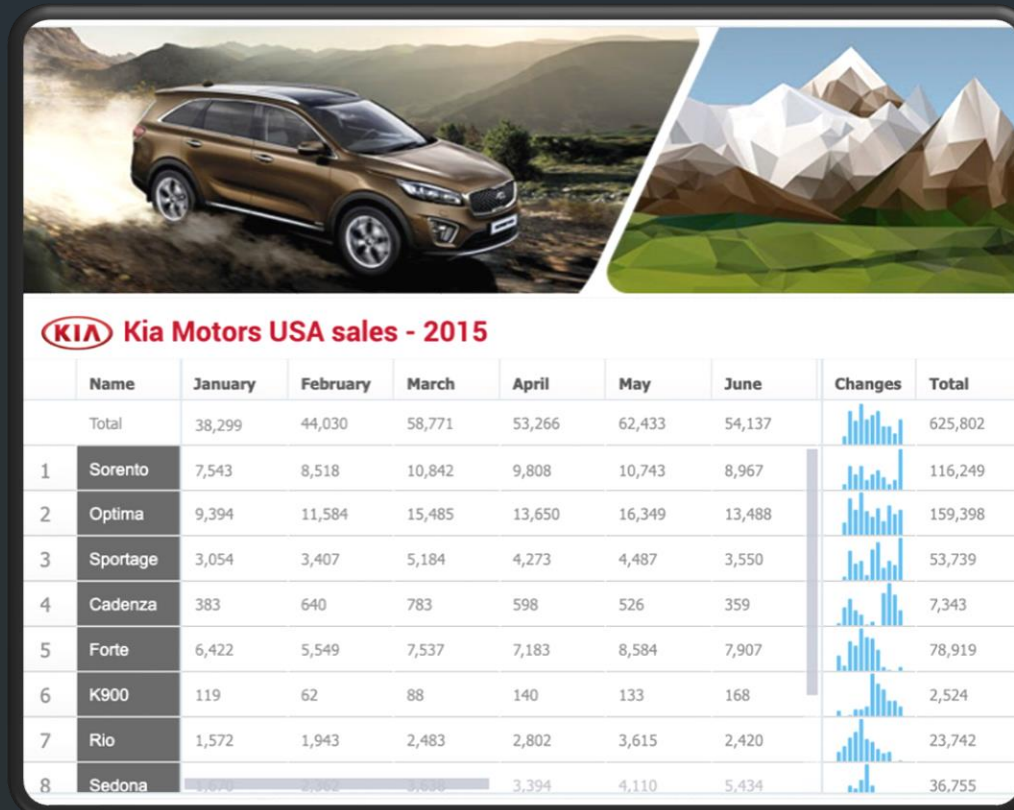 KIA Kia Motors USA sales - 2015
Name January February March April May June Changes Total
Total 38,299 44,030 58,771 53,266 62,433 54,137 625,802
1 Sorento 7,543 8,518 10,842 9,808 10,743 8,967 116,249
2 Optima 9,394 11,584 15,485 13,650 16,349 13,488 159,398
3 Sportage 3,054 3,407 5,184 4,273 4,487 3,550 53,739
4 Cadenza 383 640 783 598 526 359 7,343
5 Forte 6,422 5,549 7,537 7,183 8,584 7,907 78,919
6 K900 119 62 88 140 133 168 2,524
7 Rio 1,572 1,943 2,483 2,802 3,615 2,420 23,742
8 Sedona 3,394 4,110 5,434 36,755